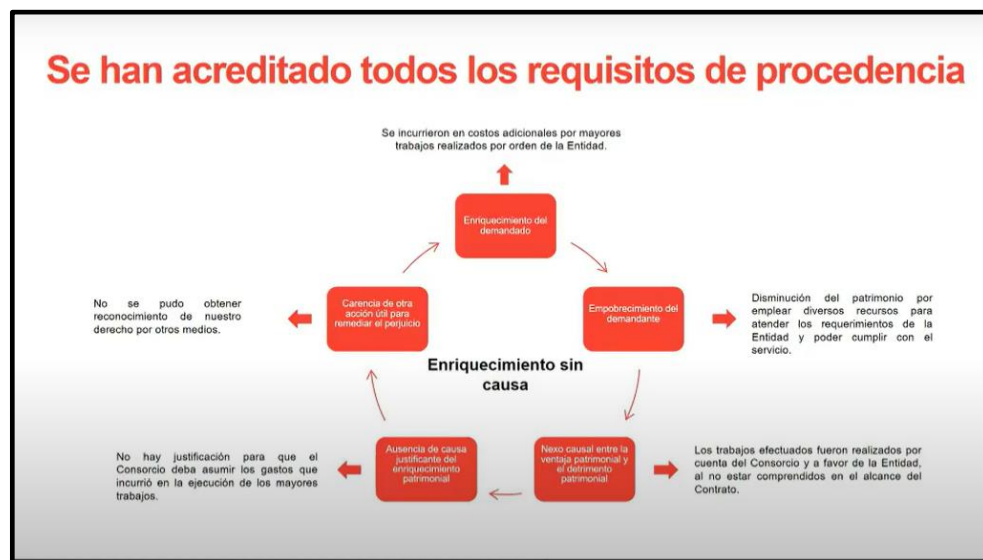 Se han acreditado todos los requisitos de procedencia
Se incurrieron en costos adicionales por mayores
trabajos realizados por orden de la Entidad.
Enriquecimiento del
demandado
Empobrecimiento del
demandante
Disminución del patrimonio por
emplear diversos recursos para
atender los requerimientos de la
Entidad y poder cumplir con el
servicio.
Nexo causal entre la
ventaja patrimonial y
el detrimento
patrimonial
Los trabajos efectuados fueron realizados por
cuenta del Consorcio y a favor de la Entidad,
al no estar comprendidos en el alcance del
Contrato.
Ausencia de causa
justificante del
enriquecimiento
patrimonial
No hay justificación para que el
Consorcio deba asumir los gastos que
incurrió en la ejecución de los mayores
trabajos.
Carencia de otra
acción útil para
remediar el perjuicio
No se pudo obtener
reconocimiento de nuestro
derecho por otros medios.
Enriquecimiento sin
causa